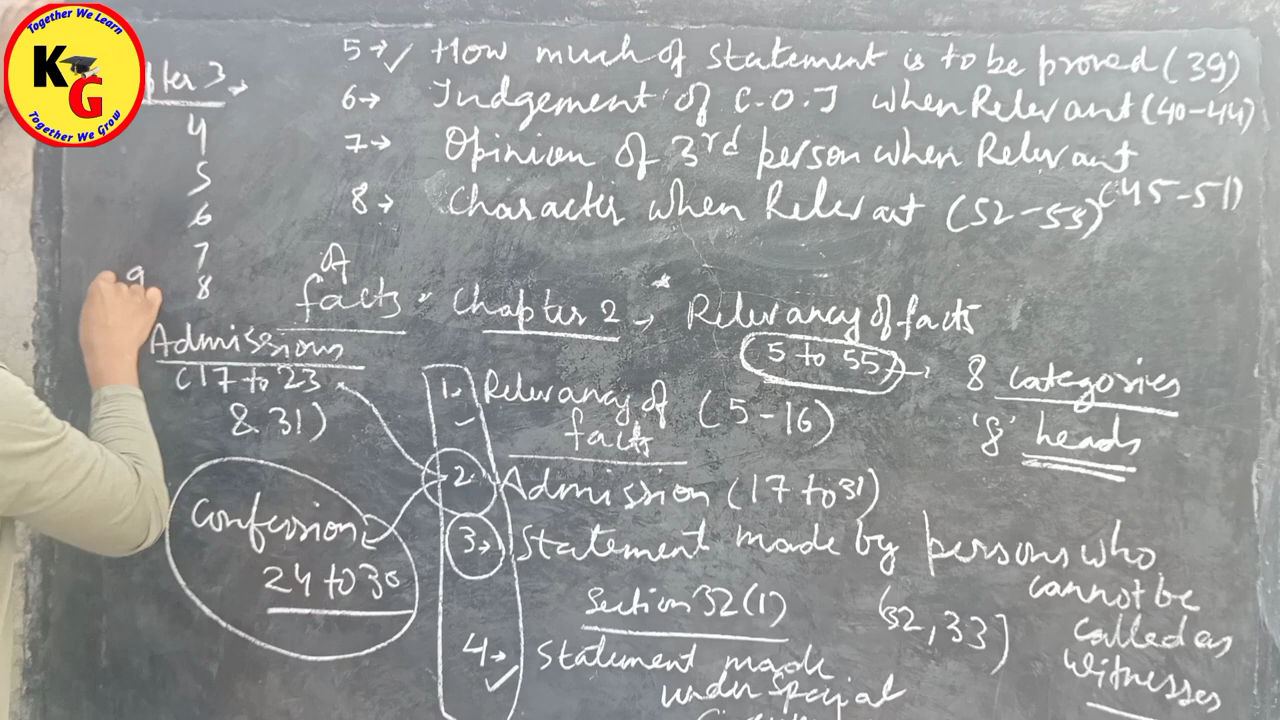 Together We Learn
KG
Together We Grow
pter 3 →
4
5
6
7
8
9
5 → ✓ How much of statement is to be proved (39)
6 → Judgement of C.O.J when Relevant (40-44)
7 → Opinion of 3rd person when Relevant
(45-51)
8 → Character when Relevant (52-55)
of
facts
Chapter 2 → Relevancy of facts
5 to 55 → 8 categories
'8' heads
Admissions
(17 to 23
& 31)
Confession
24 to 30
1. Relevancy of
facts (5-16)
2. Admission (17 to 31)
3. Statement made by persons who
cannot be
called as
witnesses
Section 32(1) (32, 33)
4 → ✓ Statement made
under Special